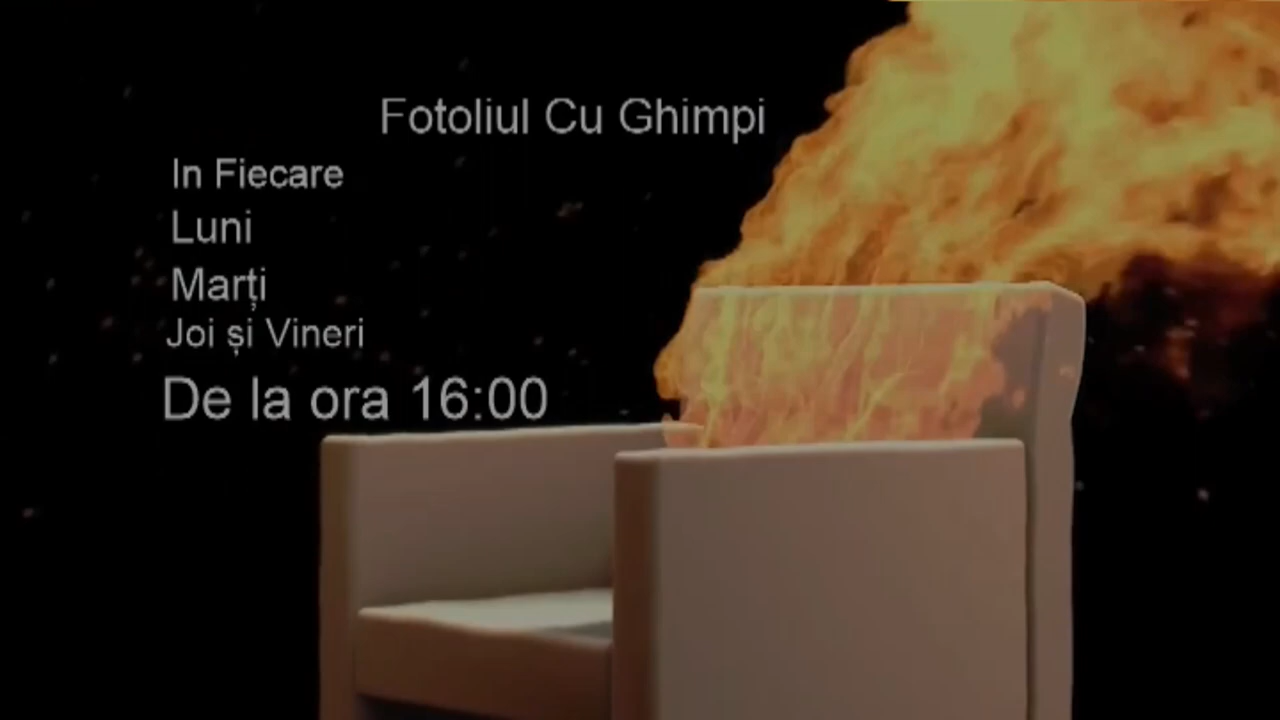 Fotoliul Cu Ghimpi
In Fiecare
Luni
Marți
Joi și Vineri
De la ora 16:00